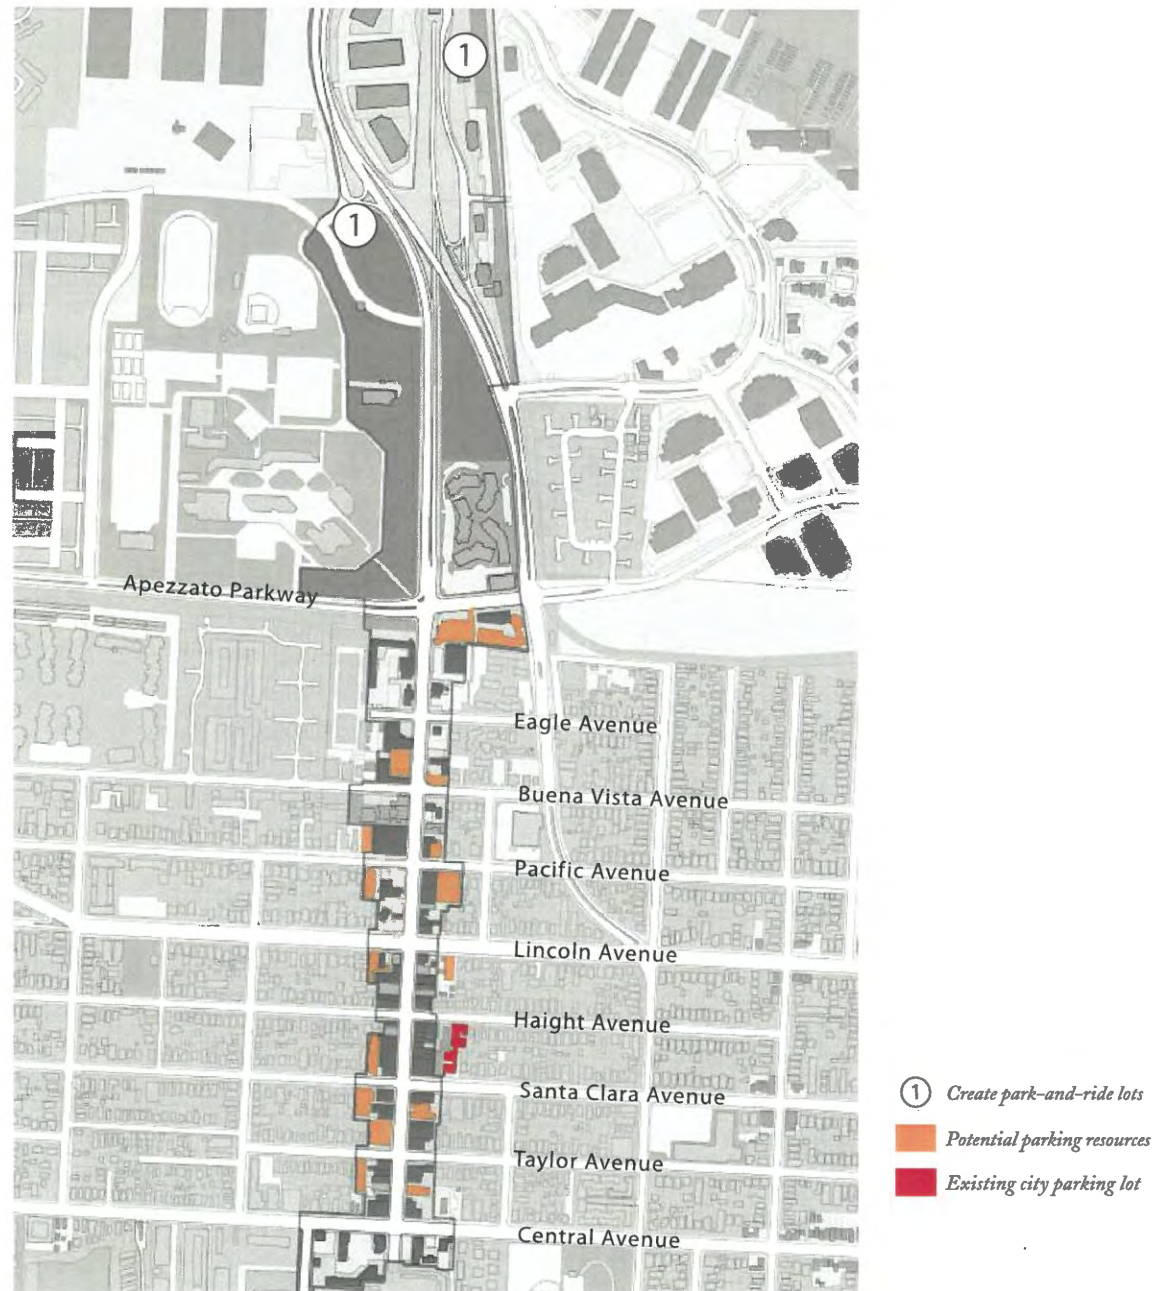 1
1
Apezzato Parkway
Eagle Avenue
Buena Vista Avenue
Pacific Avenue
Lincoln Avenue
Haight Avenue
Santa Clara Avenue
Taylor Avenue
Central Avenue
1 Create park-and-ride lots
Potential parking resources
Existing city parking lot